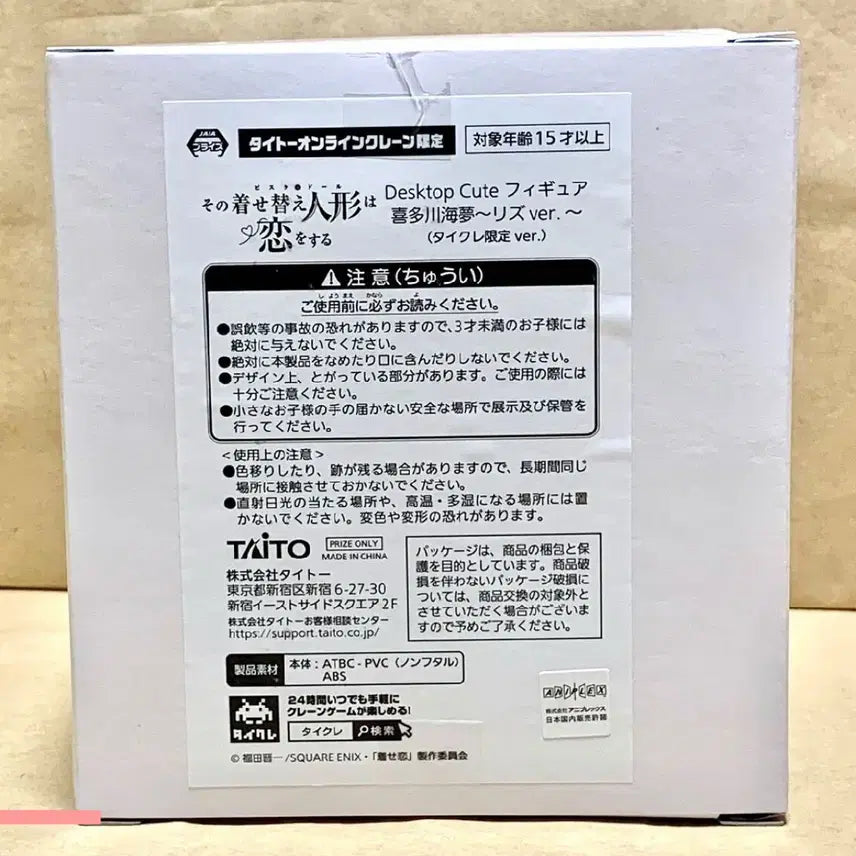 JAIA
プライズ
タイトーオンラインクレーン限定
対象年齢15才以上
ビスク・ドール
その着せ替え人形は
恋をする
Desktop Cute フィギュア
喜多川海夢～リズ ver.～
(タイクレ限定 ver.)
⚠注意(ちゅうい)
しようまえ かなら よ
ご使用前に必ずお読みください。
●誤飲等の事故の恐れがありますので、3才未満のお子様には
絶対に与えないでください。
●絶対に本製品をなめたり口に含んだりしないでください。
●デザイン上、とがっている部分があります。ご使用の際には
十分ご注意ください。
●小さなお子様の手の届かない安全な場所で展示及び保管を
行ってください。
<使用上の注意>
●色移りしたり、跡が残る場合がありますので、長期間同じ
場所に接触させておかないでください。
●直射日光の当たる場所や、高温・多湿になる場所には置
かないでください。変色や変形の恐れがあります。
TAITO
PRIZE ONLY
MADE IN CHINA
株式会社タイトー
東京都新宿区新宿 6-27-30
新宿イーストサイドスクエア 2F
株式会社タイトーお客様相談センター
https://support.taito.co.jp/
パッケージは、商品の梱包と保
護を目的としています。商品破
損を伴わないパッケージ破損に
ついては、商品交換の対象外と
させていただく場合がございま
すので予めご了承ください。
製品素材
本体：ATBC-PVC（ノンフタル）
ABS
タイクレ
24時間いつでも手軽に
クレーンゲームが楽しめる!
タイクレ 検索
ANIPLEX
株式会社アニプレックス
日本国内販売許諾
© 福田晋一/SQUARE ENIX・「着せ恋」製作委員会